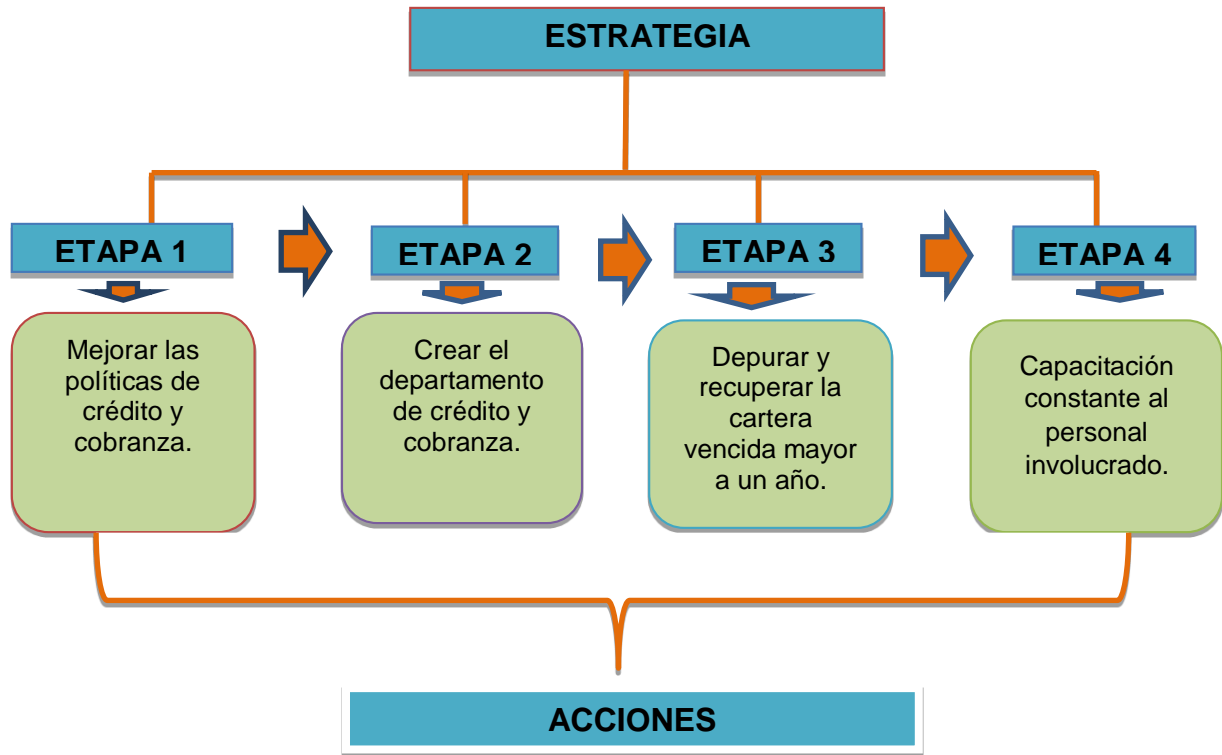 ESTRATEGIA
ETAPA 1
ETAPA 2
ETAPA 3
ETAPA 4
Mejorar las
políticas de
crédito y
cobranza.
Crear el
departamento
de crédito y
cobranza.
Depurar y
recuperar la
cartera
vencida mayor
a un año.
Capacitación
constante al
personal
involucrado.
ACCIONES